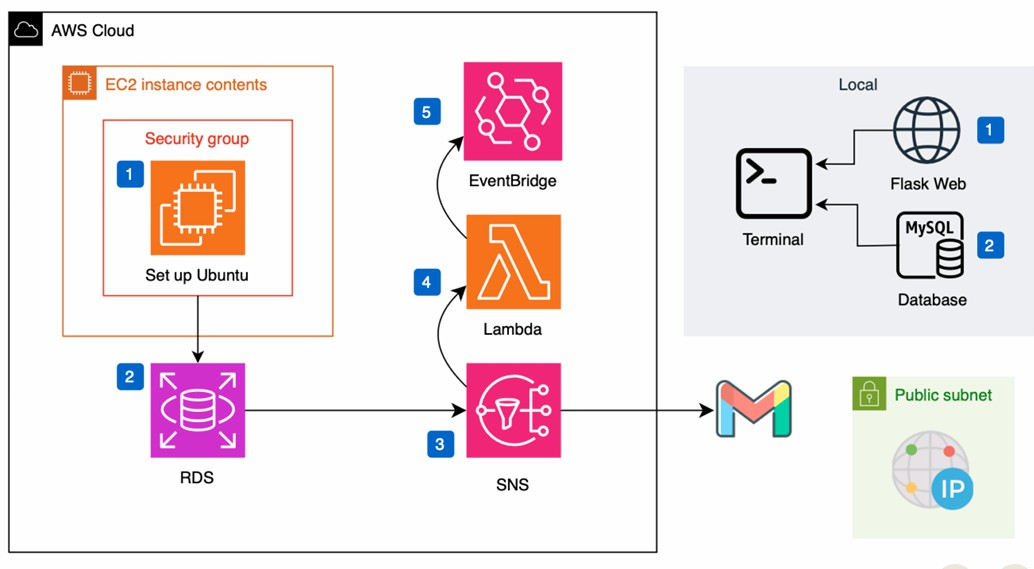 AWS Cloud
EC2 instance contents
Security group
1
Set up Ubuntu
2
RDS
5
EventBridge
4
Lambda
3
SNS
Local
>_
Terminal
1
Flask Web
MySQL
2
Database
Public subnet
IP